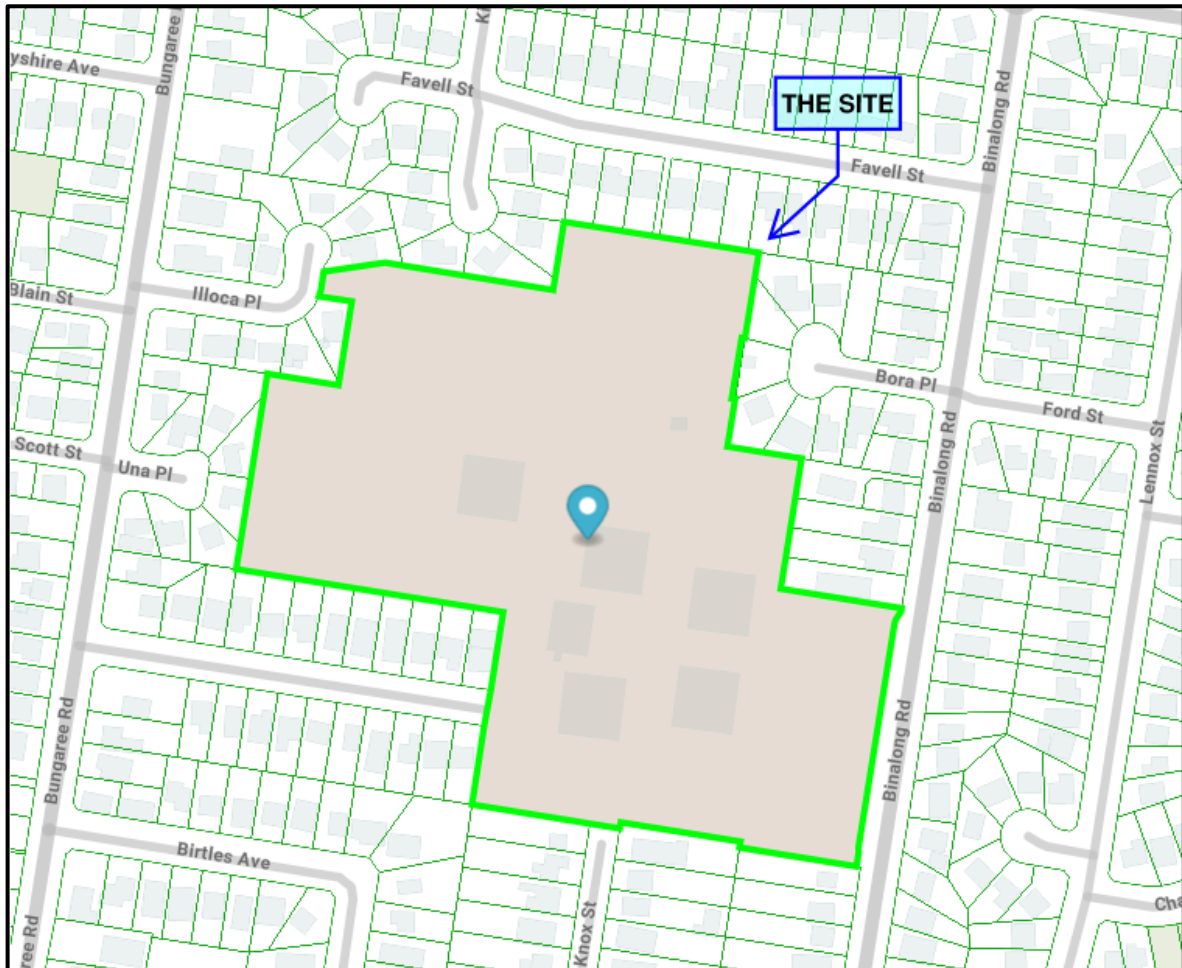 Bungaree
Ki
yshire Ave
Favell St
THE SITE
Binalong Rd
Favell St
Blain St
Illoca Pl
Bora Pl
Ford St
Scott St
Una Pl
Binalong Rd
Lennox St
Bungaree Rd
Binalong Rd
Birtles Ave
Knox St
Cha
ree Rd